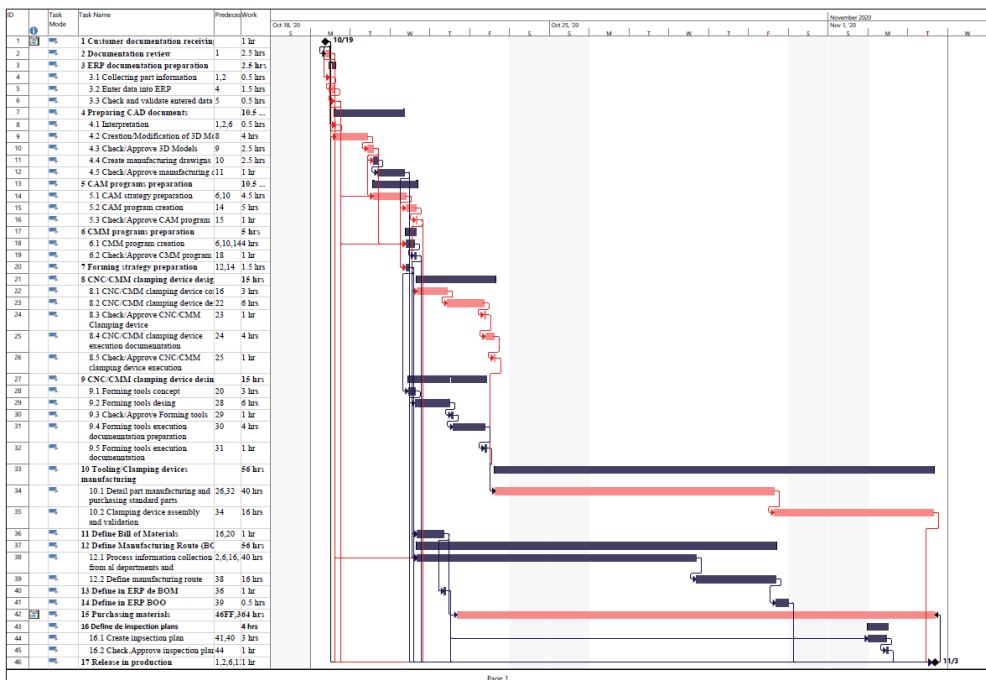 ID Task Mode Task Name Predeces Work
November 2020
Oct 18, '20 Oct 25, '20 Nov 1, '20
S M T W T F S S M T W T F S S M T W
1 1 Customer documentation receiving 1 hr 10/19
2 2 Documentation review 1 2.5 hrs
3 3 ERP documentation preparation 2.5 hrs
4 3.1 Collecting part information 1,2 0.5 hrs
5 3.2 Enter data into ERP 4 1.5 hrs
6 3.3 Check and validate entered data 5 0.5 hrs
7 4 Preparing CAD documents 10.5 ...
8 4.1 Interpretation 1,2,6 0.5 hrs
9 4.2 Creation/Modification of 3D Mo 8 4 hrs
10 4.3 Check/Approve 3D Models 9 2.5 hrs
11 4.4 Create manufacturing drawigns 10 2.5 hrs
12 4.5 Check/Approve manufacturing 11 1 hr
13 5 CAM programs preparation 10.5 ...
14 5.1 CAM strategy preparation 6,10 4.5 hrs
15 5.2 CAM program creation 14 5 hrs
16 5.3 Check/Approve CAM program 15 1 hr
17 6 CMM programs preparation 5 hrs
18 6.1 CMM program creation 6,10,14 4 hrs
19 6.2 Check/Approve CMM program 18 1 hr
20 7 Forming strategy preparation 12,14 1.5 hrs
21 8 CNC/CMM clamping device desig 15 hrs
22 8.1 CNC/CMM clamping device co 16 3 hrs
23 8.2 CNC/CMM clamping device de 22 6 hrs
24 8.3 Check/Approve CNC/CMM 23 1 hr
Clamping device
25 8.4 CNC/CMM clamping device 24 4 hrs
execution documenntation
26 8.5 Check/Approve CNC/CMM 25 1 hr
clamping device execution
27 9 CNC/CMM clamping device desin 15 hrs
28 9.1 Forming tools concept 20 3 hrs
29 9.2 Forming tools desing 28 6 hrs
30 9.3 Check/Approve Forming tools 29 1 hr
31 9.4 Forming tools execution 30 4 hrs
documenntation preparation
32 9.5 Forming tools execution 31 1 hr
documenntation
33 10 Tooling/Clamping devices 56 hrs
manufacturing
34 10.1 Detail part manufacturing and 26,32 40 hrs
purchasing standard parts
35 10.2 Clamping device assembly 34 16 hrs
and validation
36 11 Define Bill of Materials 16,20 1 hr
37 12 Define Manufacturing Route (BO 56 hrs
38 12.1 Process information collection 2,6,16, 40 hrs
from al departments and
39 12.2 Define manufacturing route 38 16 hrs
40 13 Define in ERP de BOM 36 1 hr
41 14 Define in ERP BOO 39 0.5 hrs
42 15 Purchasing materials 46FF,3 64 hrs
43 16 Define de inspection plans 4 hrs
44 16.1 Create inpsection plan 41,40 3 hrs
45 16.2 Check.Approve inspection plan 44 1 hr
46 17 Release in production 1,2,6,1 1 hr 11/3
Page 1